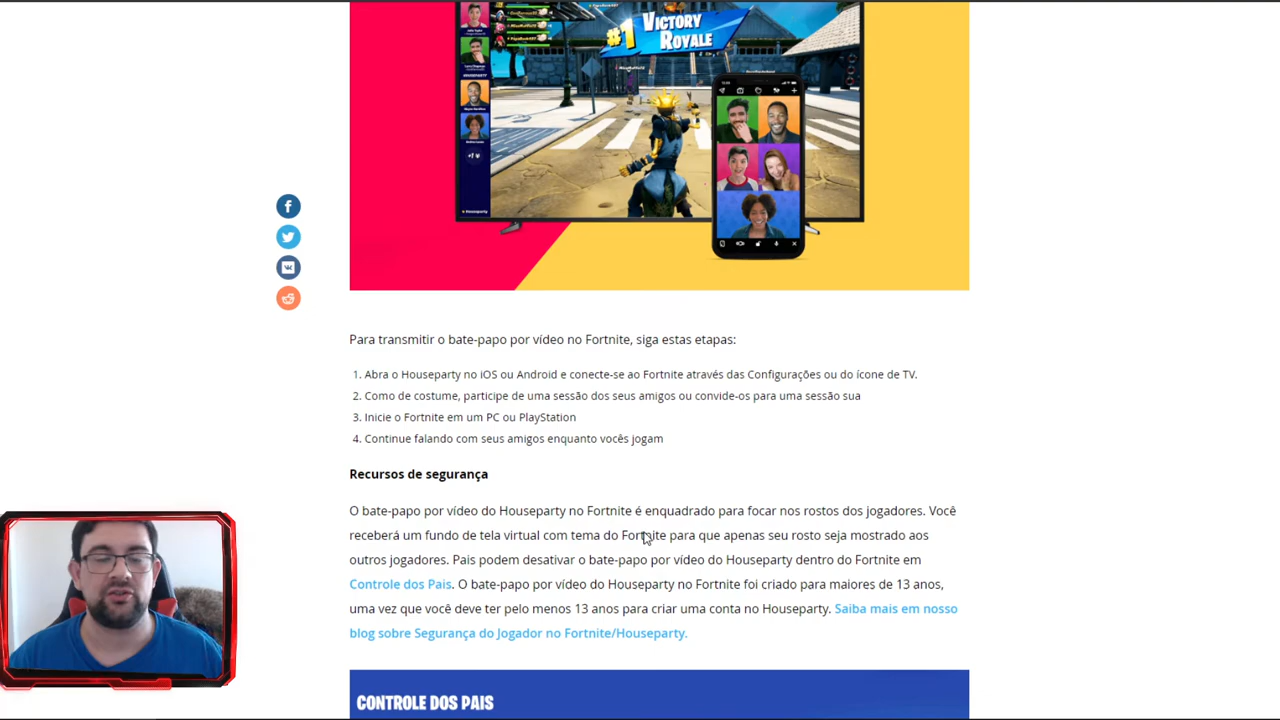 #1 VICTORY
ROYALE
Houseparty
Para transmitir o bate-papo por vídeo no Fortnite, siga estas etapas:
1. Abra o Houseparty no iOS ou Android e conecte-se ao Fortnite através das Configurações ou do ícone de TV.
2. Como de costume, participe de uma sessão dos seus amigos ou convide-os para uma sessão sua
3. Inicie o Fortnite em um PC ou PlayStation
4. Continue falando com seus amigos enquanto vocês jogam
Recursos de segurança
O bate-papo por vídeo do Houseparty no Fortnite é enquadrado para focar nos rostos dos jogadores. Você
receberá um fundo de tela virtual com tema do Fortnite para que apenas seu rosto seja mostrado aos
outros jogadores. Pais podem desativar o bate-papo por vídeo do Houseparty dentro do Fortnite em
Controle dos Pais. O bate-papo por vídeo do Houseparty no Fortnite foi criado para maiores de 13 anos,
uma vez que você deve ter pelo menos 13 anos para criar uma conta no Houseparty. Saiba mais em nosso
blog sobre Segurança do Jogador no Fortnite/Houseparty.
CONTROLE DOS PAIS